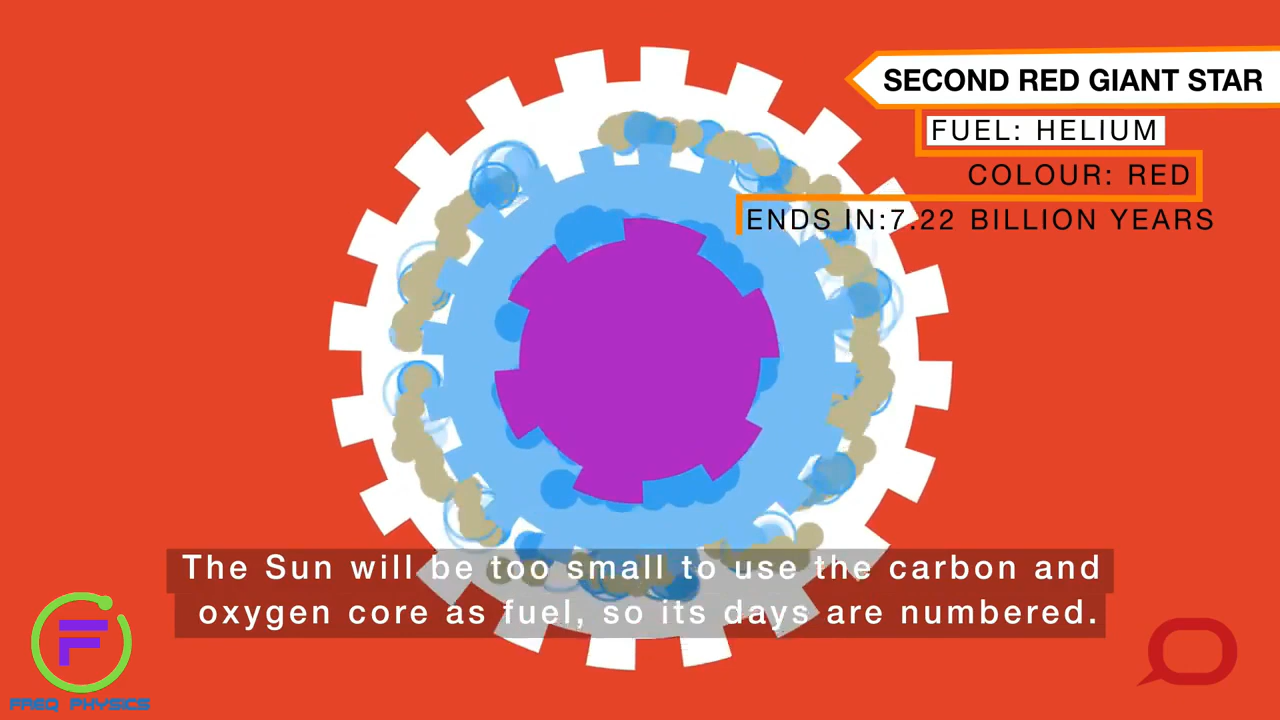 SECOND RED GIANT STAR
FUEL: HELIUM
COLOUR: RED
ENDS IN:7.22 BILLION YEARS
The Sun will be too small to use the carbon and
oxygen core as fuel, so its days are numbered.
F
FREQ PHYSICS